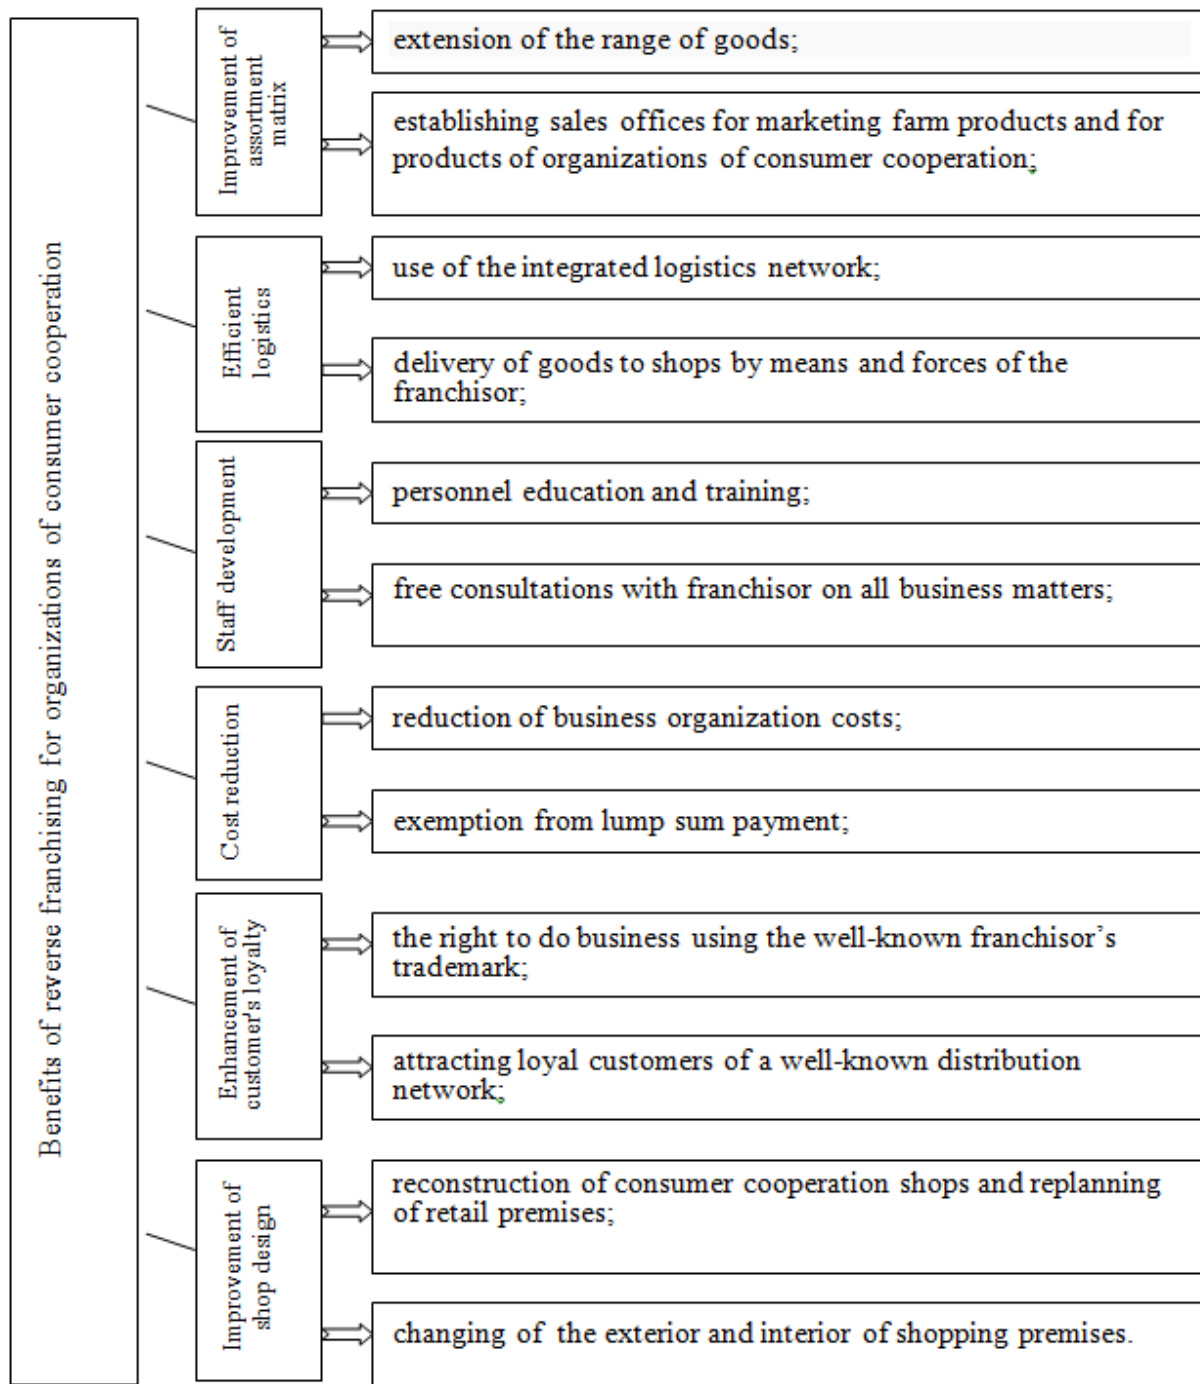 Benefits of reverse franchising for organizations of consumer cooperation
Improvement of
assortment
matrix
extension of the range of goods;
establishing sales offices for marketing farm products and for
products of organizations of consumer cooperation;
Efficient
logistics
use of the integrated logistics network;
delivery of goods to shops by means and forces of the
franchisor;
Staff development
personnel education and training;
free consultations with franchisor on all business matters;
Cost reduction
reduction of business organization costs;
exemption from lump sum payment;
Enhancement of
customer's loyalty
the right to do business using the well-known franchisor’s
trademark;
attracting loyal customers of a well-known distribution
network;
Improvement of
shop design
reconstruction of consumer cooperation shops and replanning
of retail premises;
changing of the exterior and interior of shopping premises.